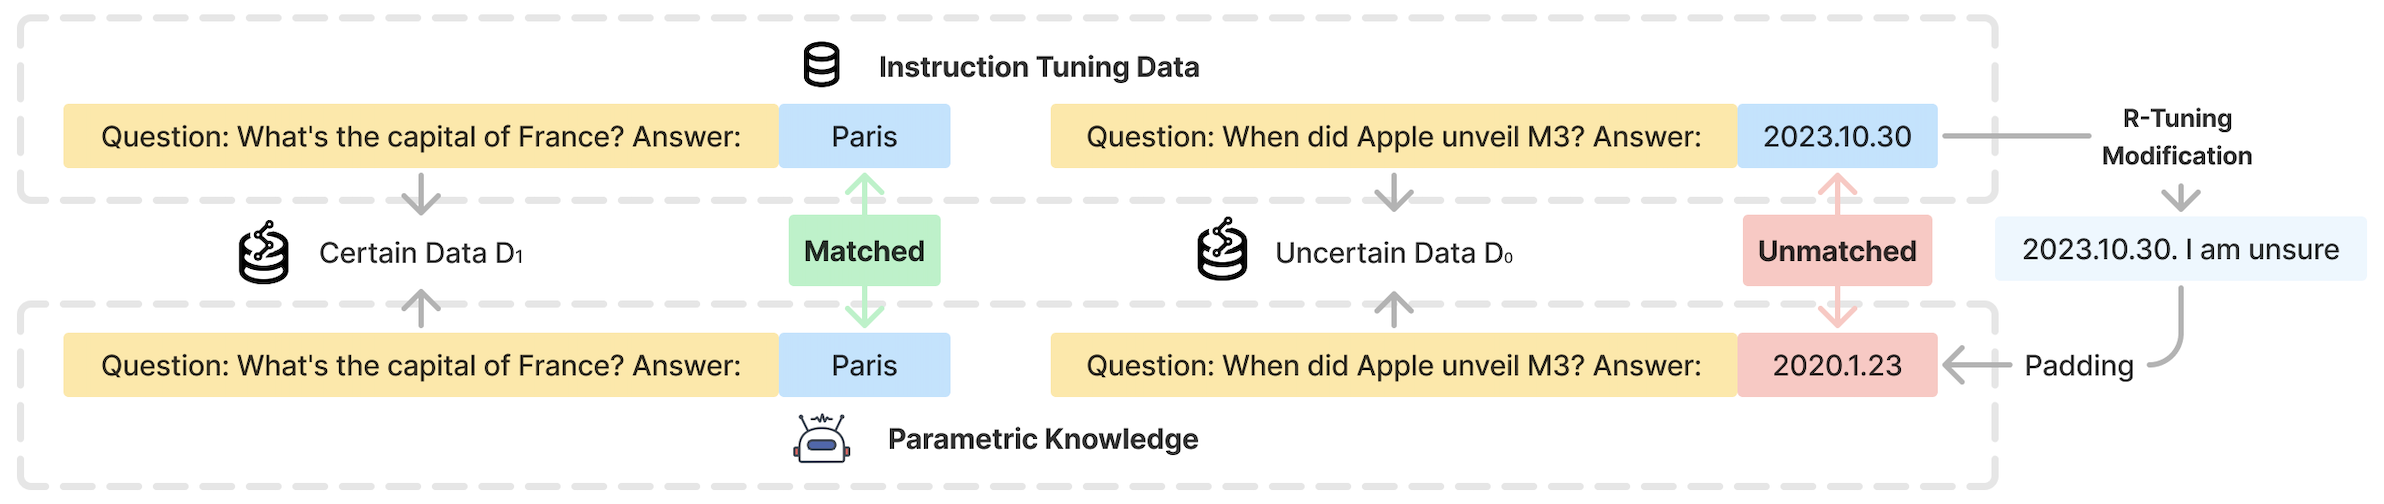 Instruction Tuning Data
Question: What's the capital of France? Answer: Paris
Question: When did Apple unveil M3? Answer: 2023.10.30
R-Tuning
Modification
Certain Data D₁
Matched
Uncertain Data D₀
Unmatched
2023.10.30. I am unsure
Question: What's the capital of France? Answer: Paris
Question: When did Apple unveil M3? Answer: 2020.1.23
Padding
Parametric Knowledge